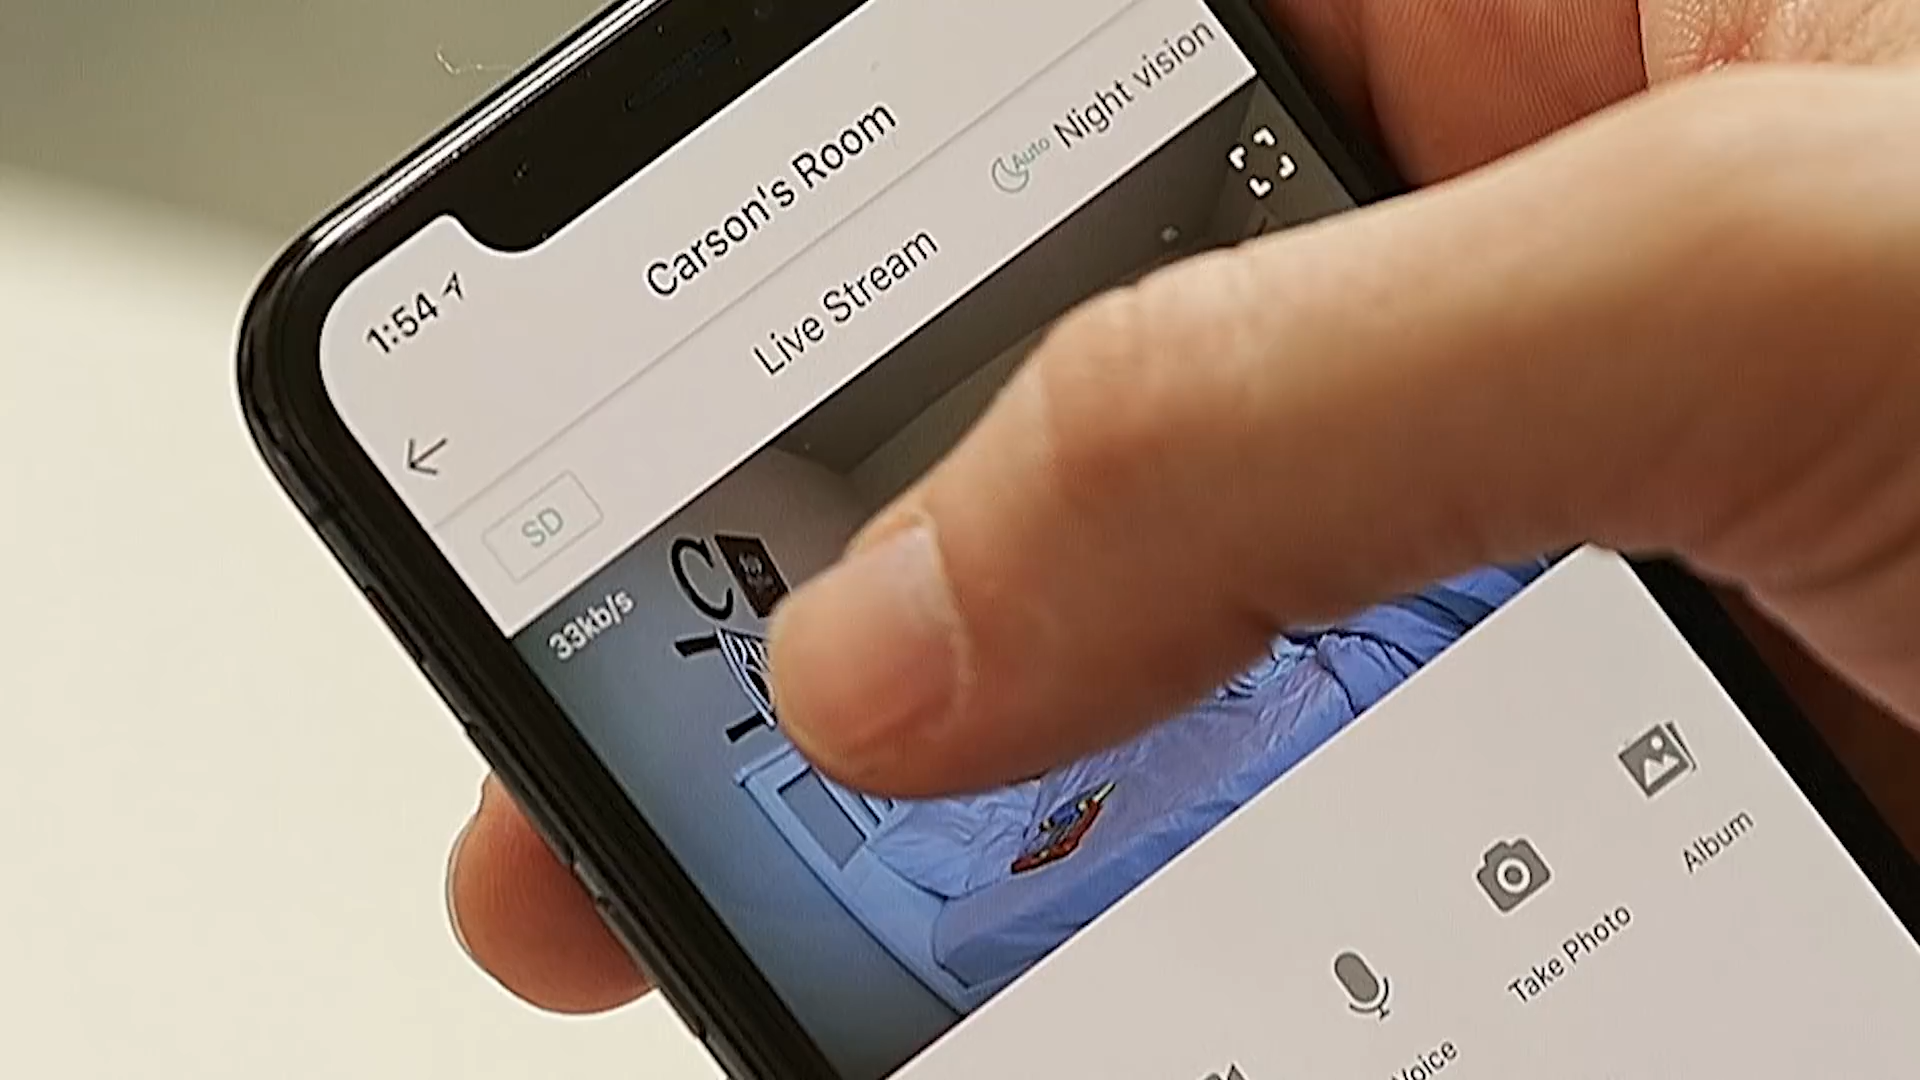 1:54
Carson's Room
SD
Live Stream
Auto
Night vision
33kb/s
C
Voice
Take Photo
Album